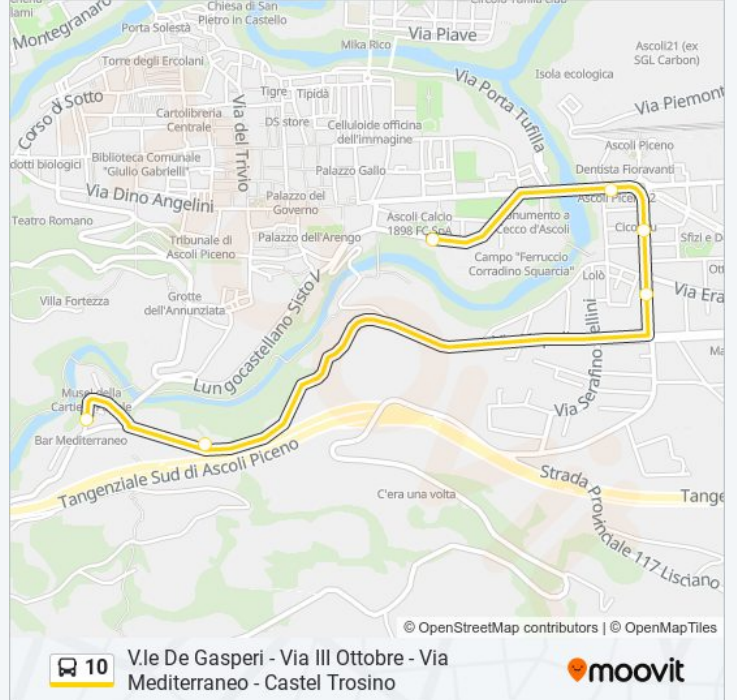 Montegranaro
lami
Chiesa di San
Pietro in Castello
Porta Solestà
Via Piave
Mika Rico
Ascoli21 (ex
SGL Carbon)
Torre degli Ercolani
Isola ecologica
Via Porta Tufilla
Tigre
Tipidà
Via Piemont
Corso di Sotto
Cartolibreria
Centrale
Via del Trivio
DS store
Celluloide officina
dell'immagine
Ascoli Piceno
Biblioteca Comunale
"Giulio Gabrielli"
dotti biologici
Palazzo Gallo
Dentista Fioravanti
Via Dino Angelini
Palazzo del
Governo
Teatro Romano
Ascoli Calcio
1898 FC SpA
Tribunale di
Ascoli Piceno
Palazzo dell'Arengo
Sfizi e D
Campo "Ferruccio
Corradino Squarcia"
Lolò
Ott
Via Era
Villa Fortezza
Grotte
dell'Annunziata
Lungocastellano Sisto V
Via Serafino
Ma
Bar Mediterraneo
Tangenziale Sud di Ascoli Piceno
C'era una volta
Strada Provinciale 117 Lisciano
Tange
© OpenStreetMap contributors | © OpenMapTiles
10
V.le De Gasperi - Via III Ottobre - Via
Mediterraneo - Castel Trosino
moovit